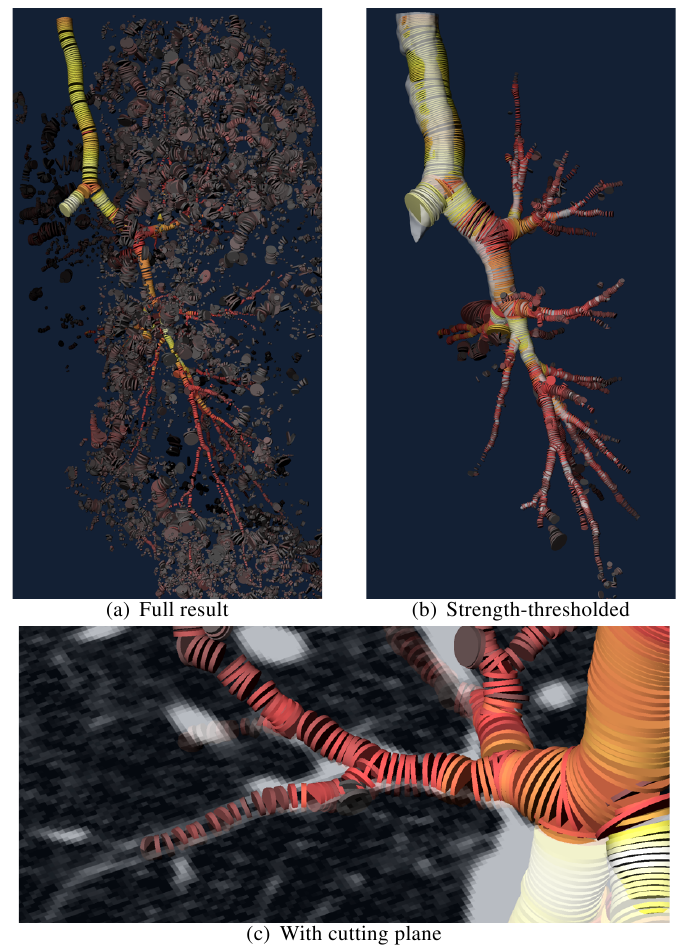 (a) Full result
(b) Strength-thresholded
(c) With cutting plane